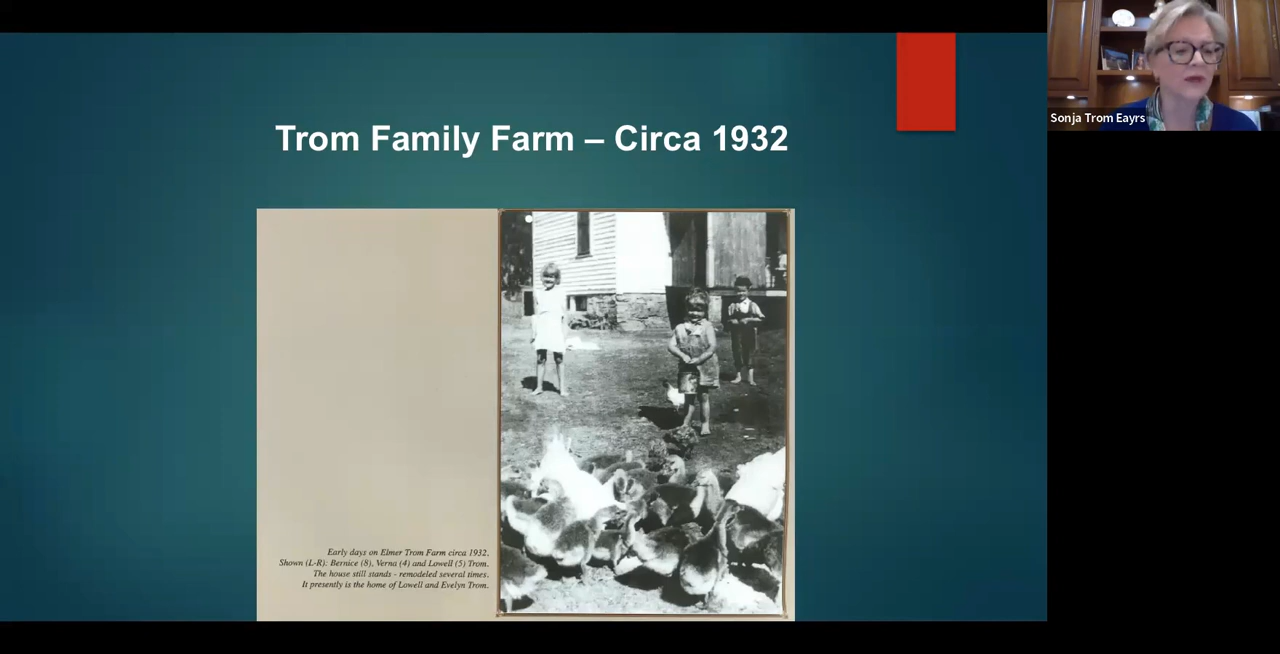 Trom Family Farm – Circa 1932
Sonja Trom Eayrs
Early days on Elmer Trom Farm circa 1932.
Shown (L-R): Bernice (8), Verna (4) and Lowell (5) Trom.
The house still stands - remodeled several times.
It presently is the home of Lowell and Evelyn Trom.